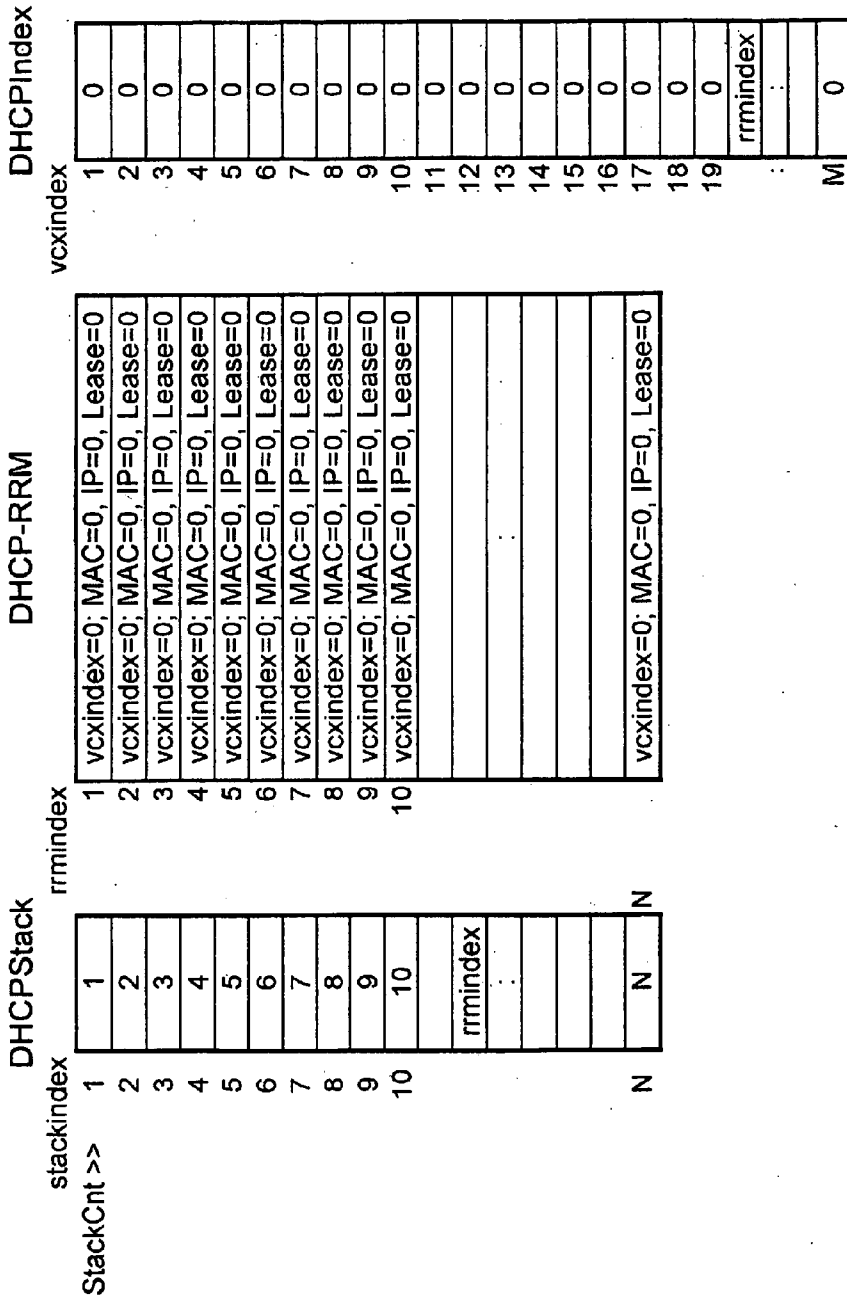 DHCPStack DHCP-RRM DHCPIndex
stackindex rrmindex vcxindex
StackCnt >> 1 1 1 vcxindex=0; MAC=0, IP=0, Lease=0 1 0
2 2 2 vcxindex=0; MAC=0, IP=0, Lease=0 2 0
3 3 3 vcxindex=0; MAC=0, IP=0, Lease=0 3 0
4 4 4 vcxindex=0; MAC=0, IP=0, Lease=0 4 0
5 5 5 vcxindex=0; MAC=0, IP=0, Lease=0 5 0
6 6 6 vcxindex=0; MAC=0, IP=0, Lease=0 6 0
7 7 7 vcxindex=0; MAC=0, IP=0, Lease=0 7 0
8 8 8 vcxindex=0; MAC=0, IP=0, Lease=0 8 0
9 9 9 vcxindex=0; MAC=0, IP=0, Lease=0 9 0
10 10 10 vcxindex=0; MAC=0, IP=0, Lease=0 10 0
11 0
rrmindex 12 0
: : 13 0
14 0
15 0
16 0
N N N vcxindex=0; MAC=0, IP=0, Lease=0 17 0
18 0
19 0
rrmindex
: :
M 0